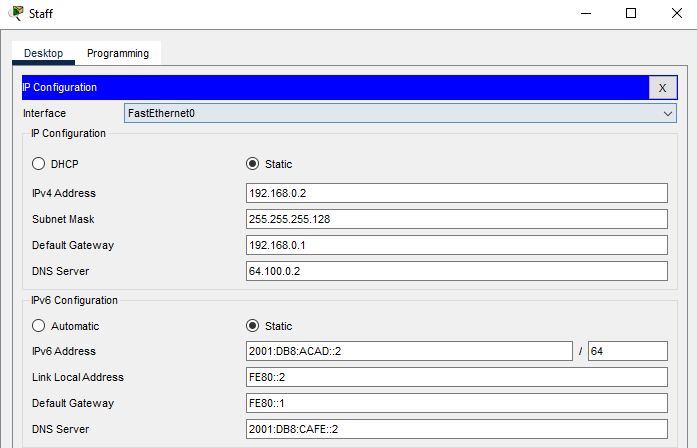 Staff
Desktop Programming
IP Configuration X
Interface FastEthernet0
IP Configuration
DHCP Static
IPv4 Address 192.168.0.2
Subnet Mask 255.255.255.128
Default Gateway 192.168.0.1
DNS Server 64.100.0.2
IPv6 Configuration
Automatic Static
IPv6 Address 2001:DB8:ACAD::2 / 64
Link Local Address FE80::2
Default Gateway FE80::1
DNS Server 2001:DB8:CAFE::2